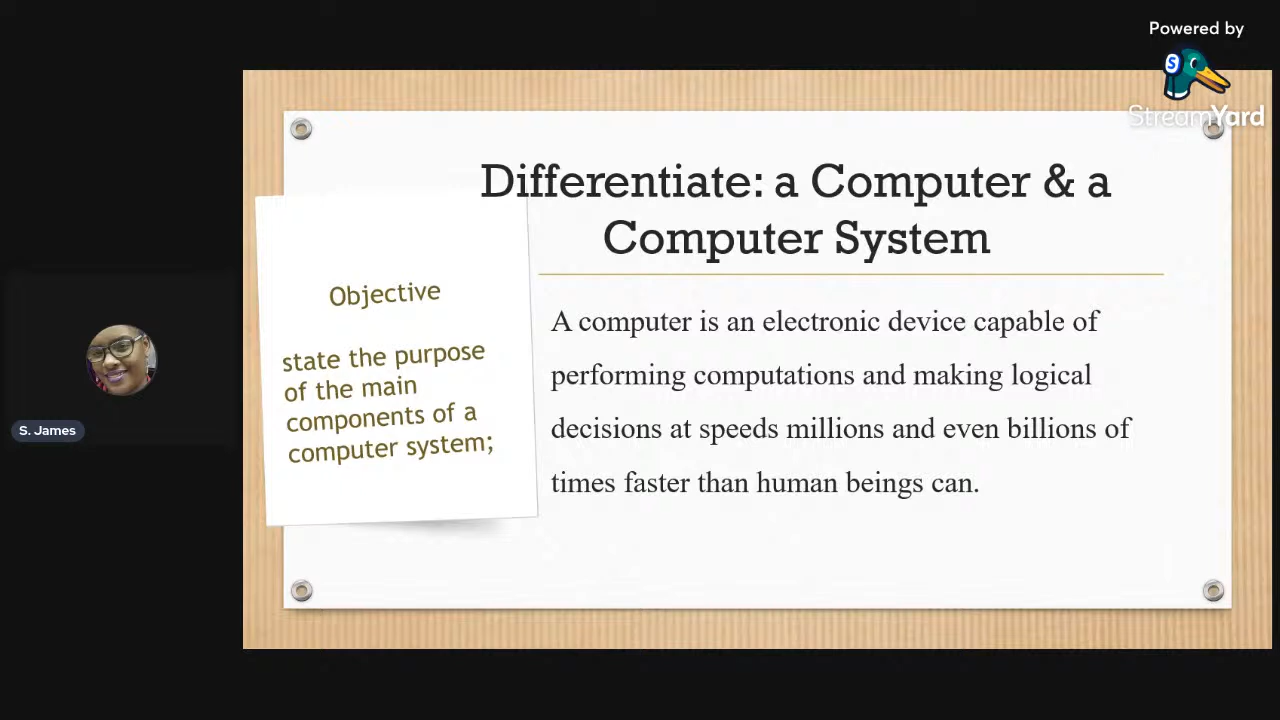 Powered by
StreamYard
Differentiate: a Computer & a
Computer System
Objective
state the purpose
of the main
components of a
computer system;
A computer is an electronic device capable of
performing computations and making logical
decisions at speeds millions and even billions of
times faster than human beings can.
S. James